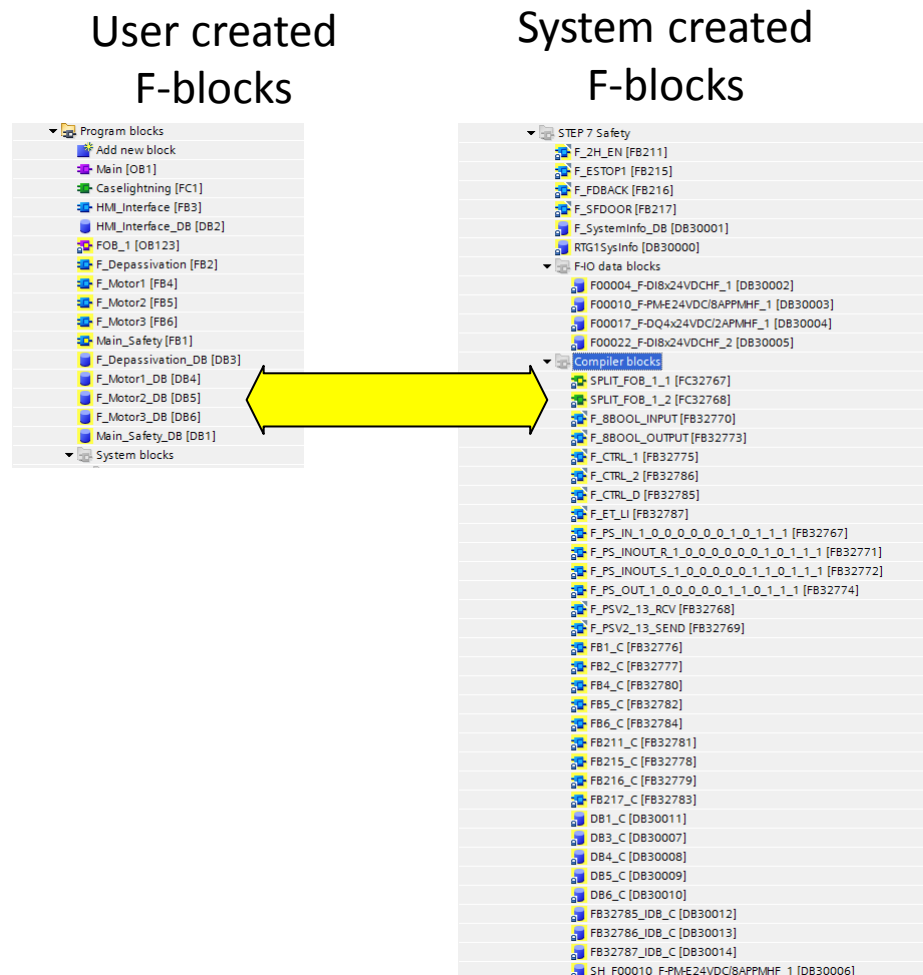 User created
F-blocks
Program blocks
Add new block
Main [OB1]
Caselightning [FC1]
HMI_Interface [FB3]
HMI_Interface_DB [DB2]
FOB_1 [OB123]
F_Depassivation [FB2]
F_Motor1 [FB4]
F_Motor2 [FB5]
F_Motor3 [FB6]
Main_Safety [FB1]
F_Depassivation_DB [DB3]
F_Motor1_DB [DB4]
F_Motor2_DB [DB5]
F_Motor3_DB [DB6]
Main_Safety_DB [DB1]
System blocks
System created
F-blocks
STEP 7 Safety
F_2H_EN [FB211]
F_ESTOP1 [FB215]
F_FDBACK [FB216]
F_SFDOOR [FB217]
F_SystemInfo_DB [DB30001]
RTG1SysInfo [DB30000]
F-IO data blocks
F00004_F-DI8x24VDCHF_1 [DB30002]
F00010_F-PM-E24VDC/8APPMHF_1 [DB30003]
F00017_F-DQ4x24VDC/2APMHF_1 [DB30004]
F00022_F-DI8x24VDCHF_2 [DB30005]
Compiler blocks
SPLIT_FOB_1_1 [FC32767]
SPLIT_FOB_1_2 [FC32768]
F_8BOOL_INPUT [FB32770]
F_8BOOL_OUTPUT [FB32773]
F_CTRL_1 [FB32775]
F_CTRL_2 [FB32786]
F_CTRL_D [FB32785]
F_ET_LI [FB32787]
F_PS_IN_1_0_0_0_0_0_0_1_0_1_1_1 [FB32767]
F_PS_INOUT_R_1_0_0_0_0_0_0_1_0_1_1_1 [FB32771]
F_PS_INOUT_S_1_0_0_0_0_0_1_1_0_1_1_1 [FB32772]
F_PS_OUT_1_0_0_0_0_0_1_1_0_1_1_1 [FB32774]
F_PSV2_13_RCV [FB32768]
F_PSV2_13_SEND [FB32769]
FB1_C [FB32776]
FB2_C [FB32777]
FB4_C [FB32780]
FB5_C [FB32782]
FB6_C [FB32784]
FB211_C [FB32781]
FB215_C [FB32778]
FB216_C [FB32779]
FB217_C [FB32783]
DB1_C [DB30011]
DB3_C [DB30007]
DB4_C [DB30008]
DB5_C [DB30009]
DB6_C [DB30010]
FB32785_IDB_C [DB30012]
FB32786_IDB_C [DB30013]
FB32787_IDB_C [DB30014]
SH_F00010_F-PM-E24VDC/8APPMHF_1 [DB30006]